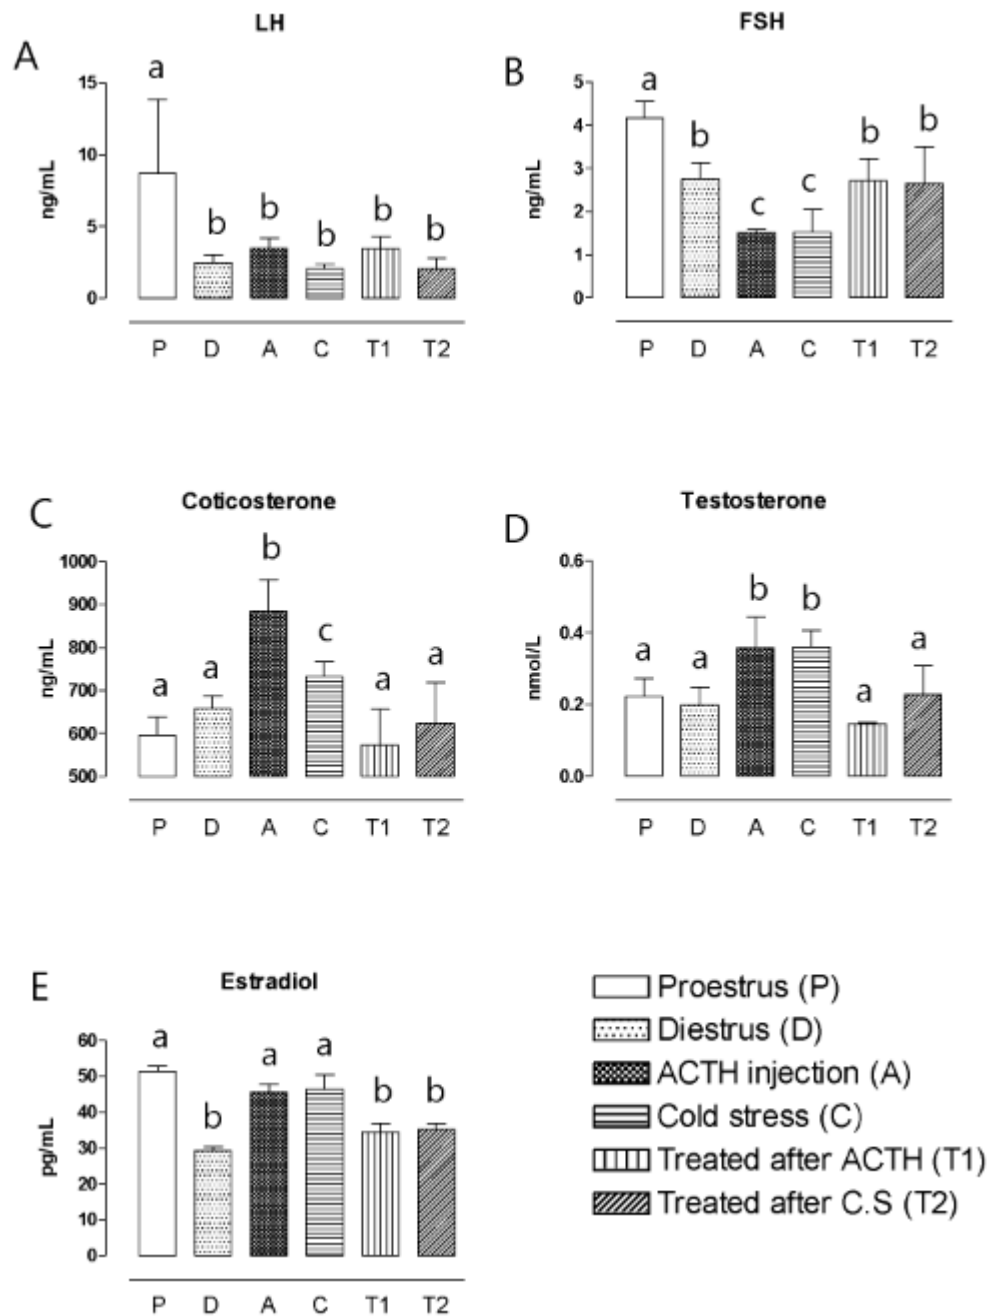 LH
A
a
15
10
5
0
ng/mL
b
b
b
b
b
P D A C T1 T2
FSH
B
a
5
4
3
2
1
0
ng/mL
b
c
c
b
b
P D A C T1 T2
Coticosterone
C
1000
900
800
700
600
500
ng/mL
a
a
b
c
a
a
P D A C T1 T2
Testosterone
D
0.6
0.4
0.2
0.0
nmol/L
a
a
b
b
a
a
P D A C T1 T2
Estradiol
E
60
50
40
30
20
10
0
pg/mL
a
b
a
a
b
b
P D A C T1 T2
Proestrus (P)
Diestrus (D)
ACTH injection (A)
Cold stress (C)
Treated after ACTH (T1)
Treated after C.S (T2)